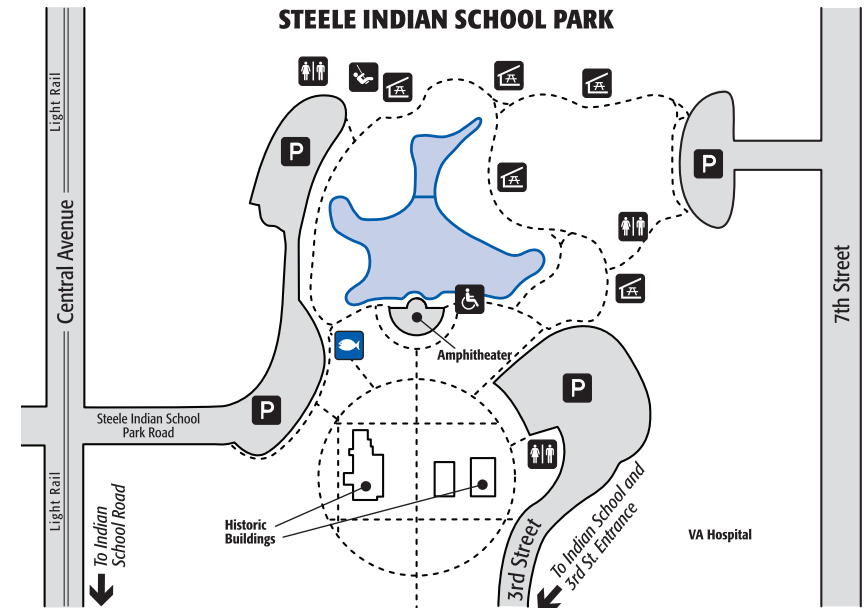 STEELE INDIAN SCHOOL PARK
Light Rail
Central Avenue
Light Rail
P
P
P
P
7th Street
Amphitheater
Steele Indian School
Park Road
To Indian
School Road
Historic
Buildings
3rd Street
To Indian School and
3rd St. Entrance
VA Hospital